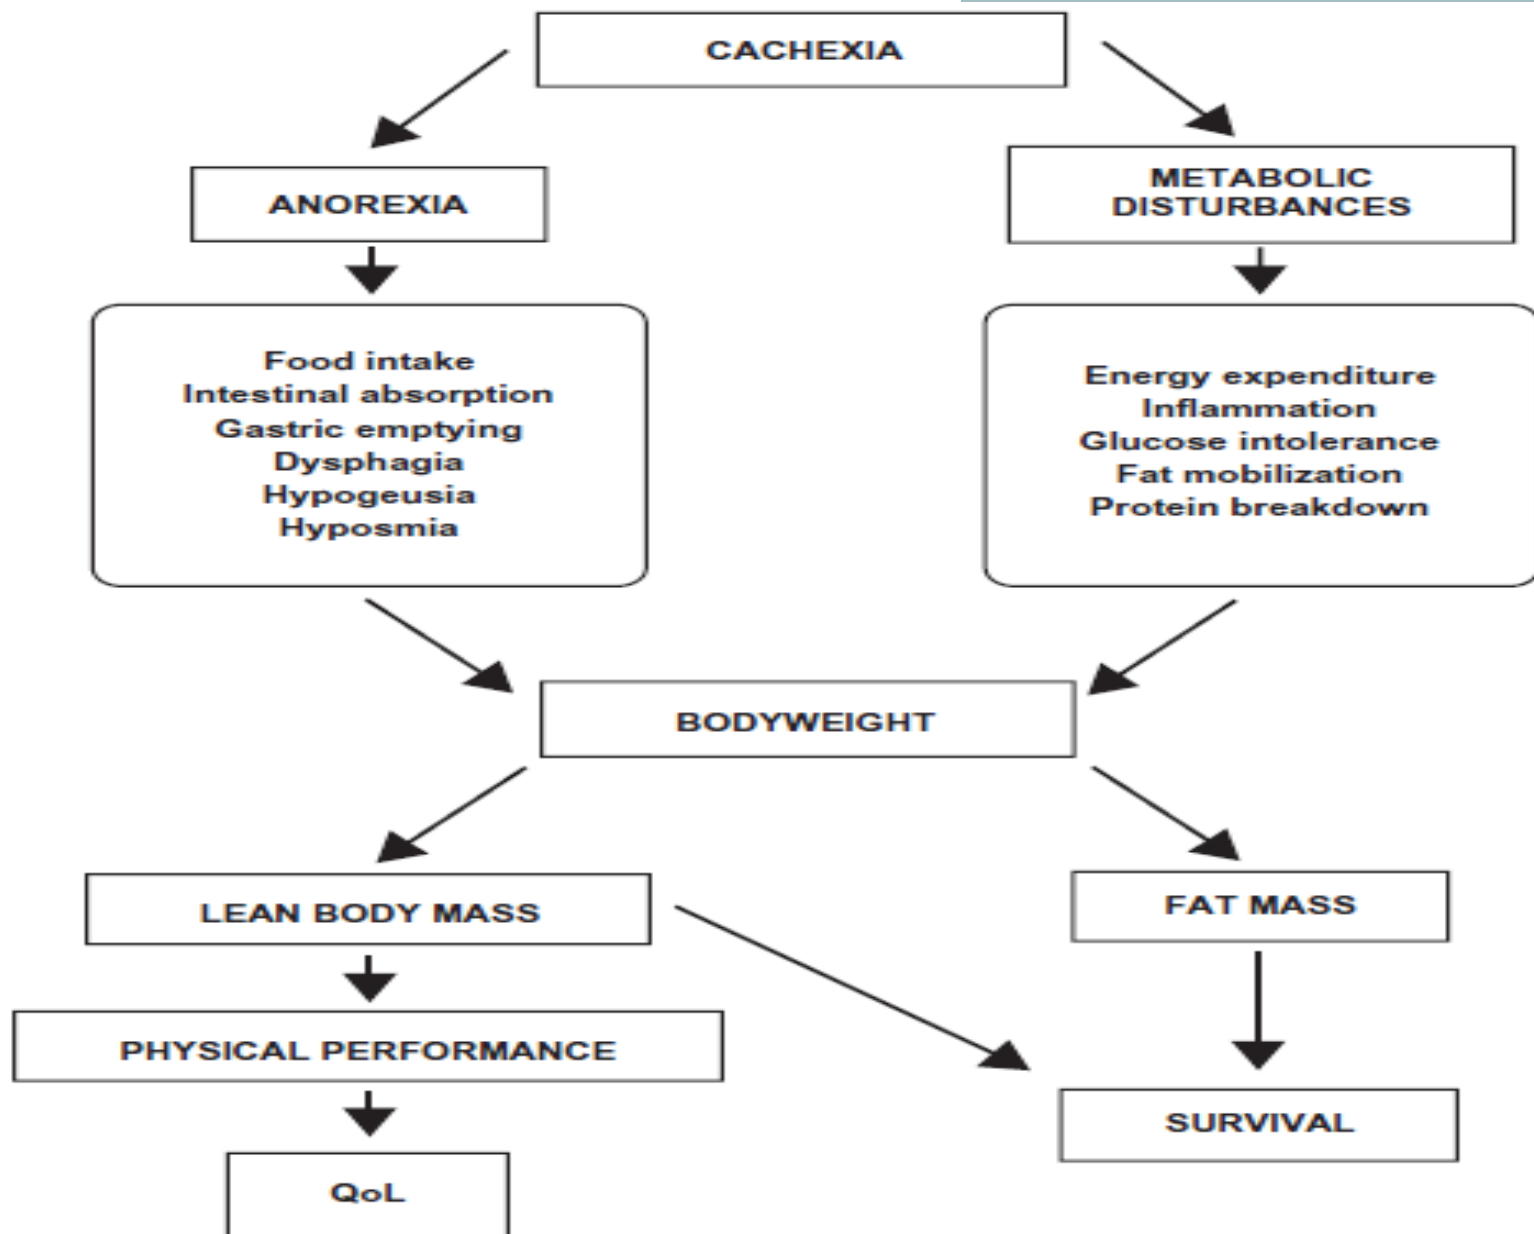 CACHEXIA
ANOREXIA
METABOLIC
DISTURBANCES
Food intake
Intestinal absorption
Gastric emptying
Dysphagia
Hypogeusia
Hyposmia
Energy expenditure
Inflammation
Glucose intolerance
Fat mobilization
Protein breakdown
BODYWEIGHT
LEAN BODY MASS
FAT MASS
PHYSICAL PERFORMANCE
SURVIVAL
QoL